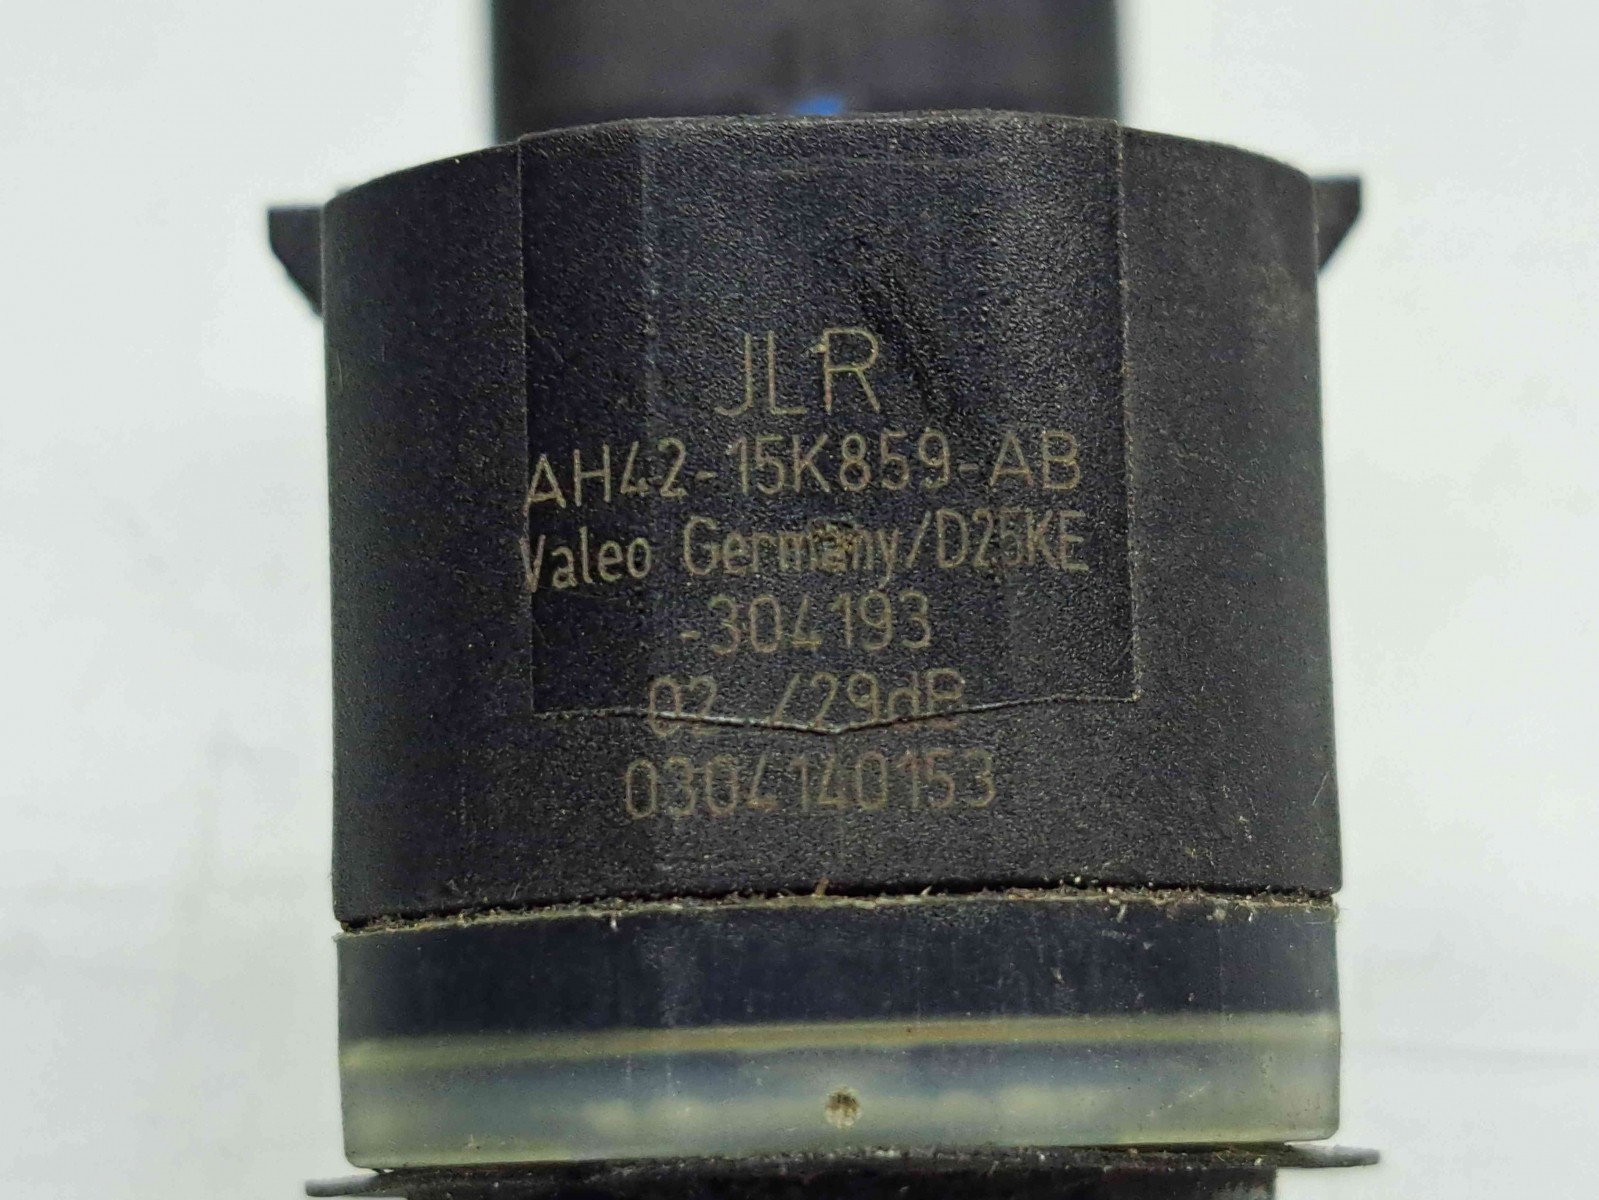 JLR
AH42-15K859-AB
Valeo Germany/D25KE
-304193
02 /29dB
0304140153